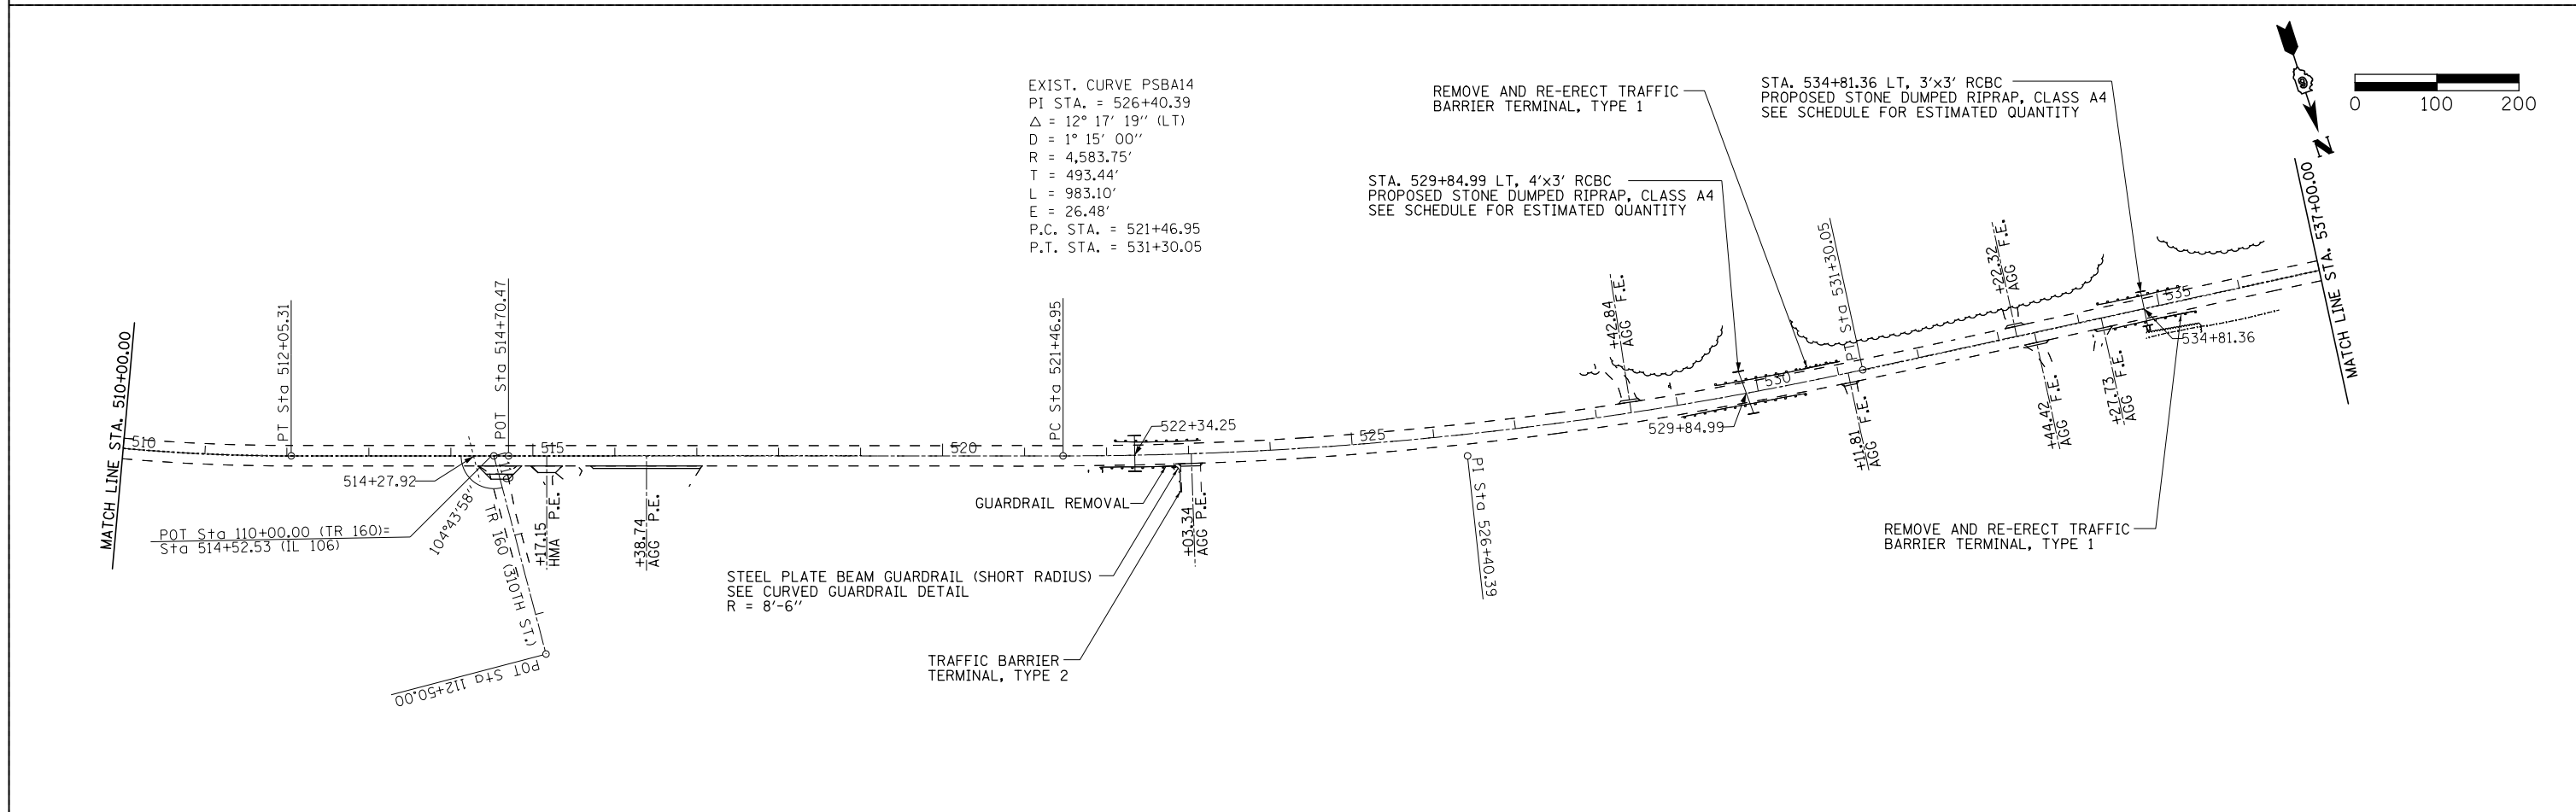 EXIST. CURVE PSBA14
PI STA. = 526+40.39
△ = 12° 17' 19'' (LT)
D = 1° 15' 00''
R = 4,583.75'
T = 493.44'
L = 983.10'
E = 26.48'
P.C. STA. = 521+46.95
P.T. STA. = 531+30.05
REMOVE AND RE-ERECT TRAFFIC
BARRIER TERMINAL, TYPE 1
STA. 534+81.36 LT, 3'x3' RCBC
PROPOSED STONE DUMPED RIPRAP, CLASS A4
SEE SCHEDULE FOR ESTIMATED QUANTITY
STA. 529+84.99 LT, 4'x3' RCBC
PROPOSED STONE DUMPED RIPRAP, CLASS A4
SEE SCHEDULE FOR ESTIMATED QUANTITY
N
0 100 200
MATCH LINE STA. 510+00.00
510
PT Sta 512+05.31
POT Sta 514+70.47
515
514+27.92
POT Sta 110+00.00 (TR 160)=
Sta 514+52.53 (IL 106)
104°43'58''
TR 160 (310TH ST.)
POT Sta 112+50.00
+17.15
HMA P.E.
+38.74
AGG P.E.
520
PC Sta 521+46.95
522+34.25
GUARDRAIL REMOVAL
STEEL PLATE BEAM GUARDRAIL (SHORT RADIUS)
SEE CURVED GUARDRAIL DETAIL
R = 8'-6''
TRAFFIC BARRIER
TERMINAL, TYPE 2
+03.34
AGG P.E.
525
PI Sta 526+40.39
+42.84
AGG F.E.
529+84.99
530
PT Sta 531+30.05
+11.81
AGG F.E.
+22.32
AGG F.E.
+44.42
AGG F.E.
+27.73
AGG F.E.
535
534+81.36
REMOVE AND RE-ERECT TRAFFIC
BARRIER TERMINAL, TYPE 1
MATCH LINE STA. 537+00.00